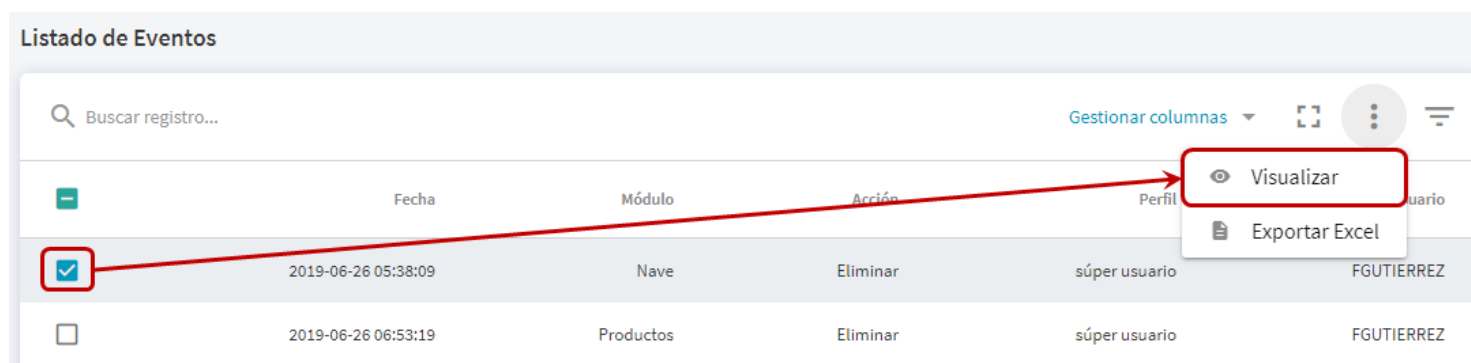 Listado de Eventos
Buscar registro... Gestionar columnas
Visualizar
Fecha Módulo Acción Perfil uario
Exportar Excel
2019-06-26 05:38:09 Nave Eliminar súper usuario FGUTIERREZ
2019-06-26 06:53:19 Productos Eliminar súper usuario FGUTIERREZ